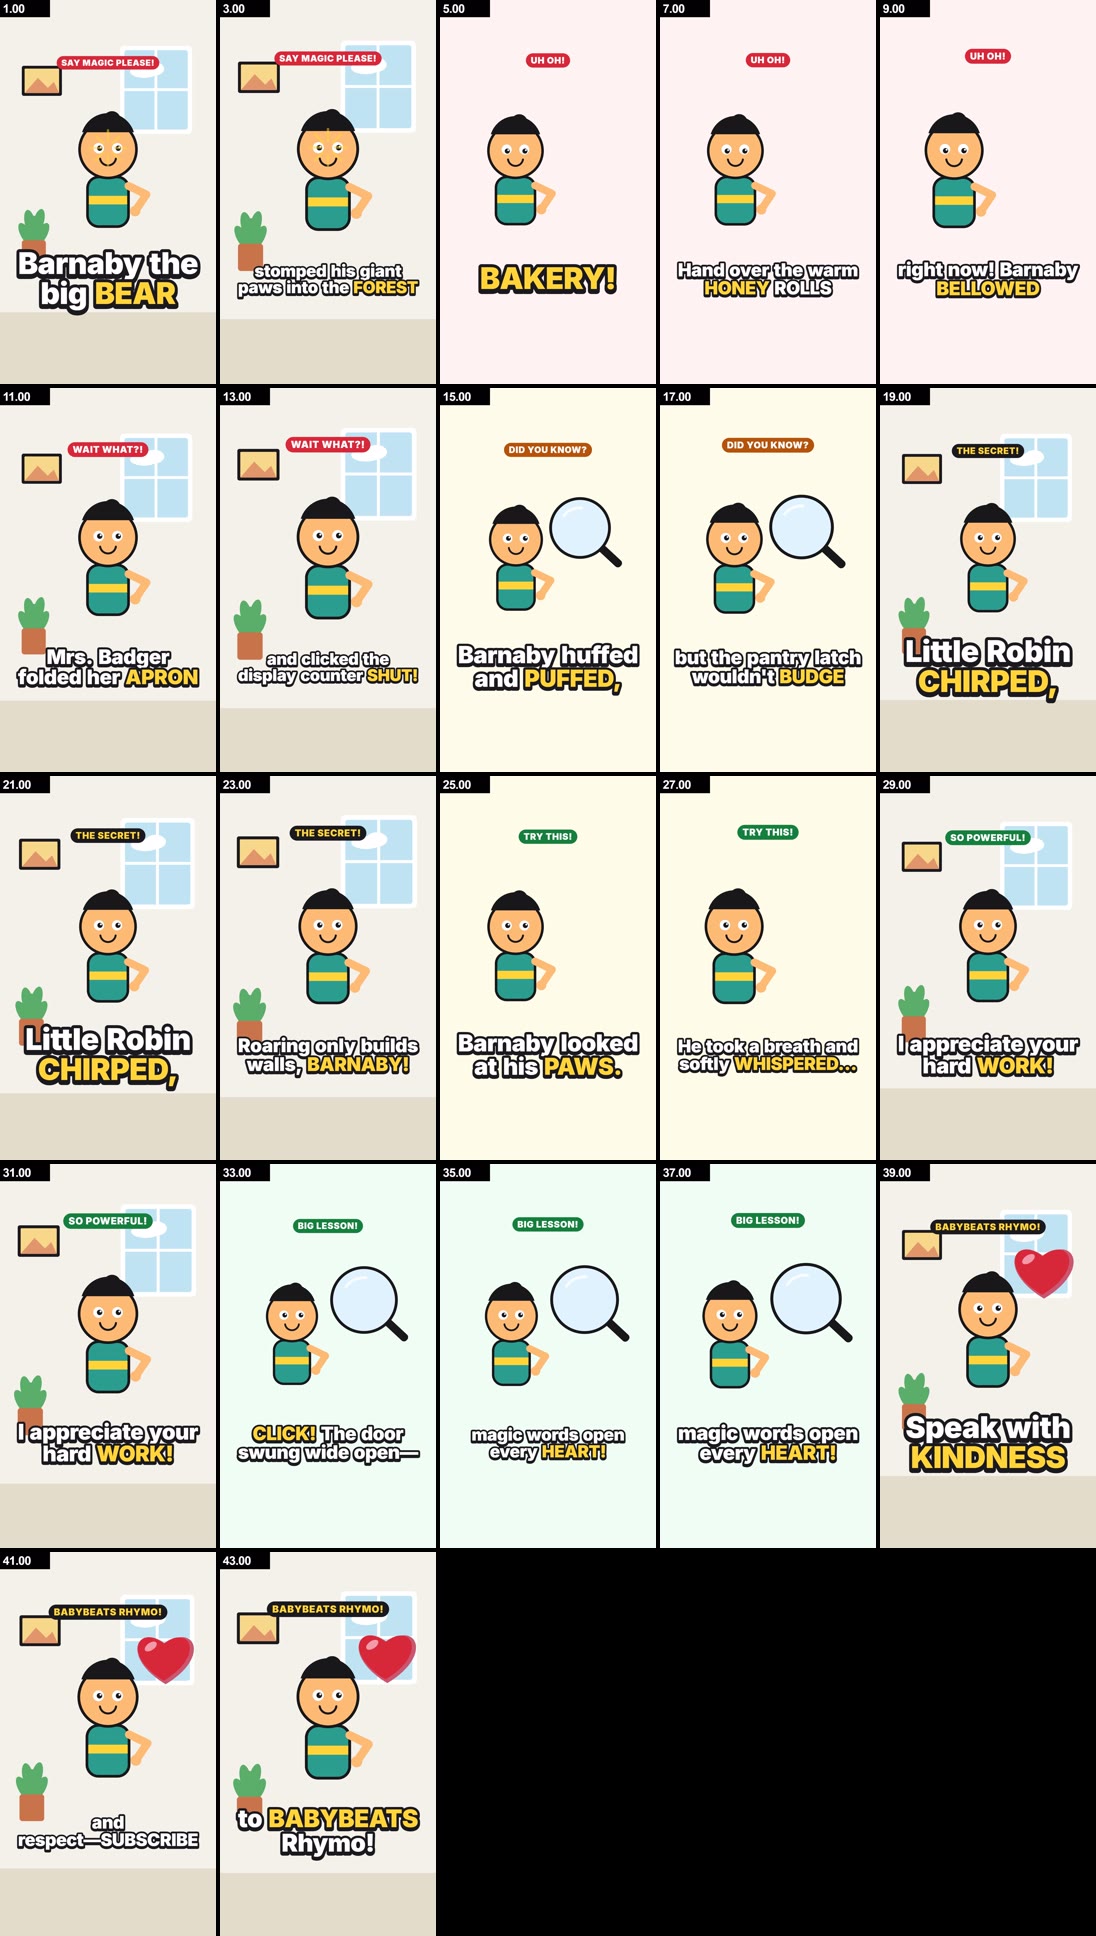 1.00
SAY MAGIC PLEASE!
Barnaby the
big BEAR
3.00
SAY MAGIC PLEASE!
stomped his giant
paws into the FOREST
5.00
UH OH!
BAKERY!
7.00
UH OH!
Hand over the warm
HONEY ROLLS
9.00
UH OH!
right now! Barnaby
BELLOWED
11.00
WAIT WHAT?!
Mrs. Badger
folded her APRON
13.00
WAIT WHAT?!
and clicked the
display counter SHUT!
15.00
DID YOU KNOW?
Barnaby huffed
and PUFFED,
17.00
DID YOU KNOW?
but the pantry latch
wouldn't BUDGE
19.00
THE SECRET!
Little Robin
CHIRPED,
21.00
THE SECRET!
Little Robin
CHIRPED,
23.00
THE SECRET!
Roaring only builds
walls, BARNABY!
25.00
TRY THIS!
Barnaby looked
at his PAWS.
27.00
TRY THIS!
He took a breath and
softly WHISPERED...
29.00
SO POWERFUL!
I appreciate your
hard WORK!
31.00
SO POWERFUL!
I appreciate your
hard WORK!
33.00
BIG LESSON!
CLICK! The door
swung wide open—
35.00
BIG LESSON!
magic words open
every HEART!
37.00
BIG LESSON!
magic words open
every HEART!
39.00
BABYBEATS RHYMO!
Speak with
KINDNESS
41.00
BABYBEATS RHYMO!
and
respect—SUBSCRIBE
43.00
BABYBEATS RHYMO!
to BABYBEATS
Rhymo!